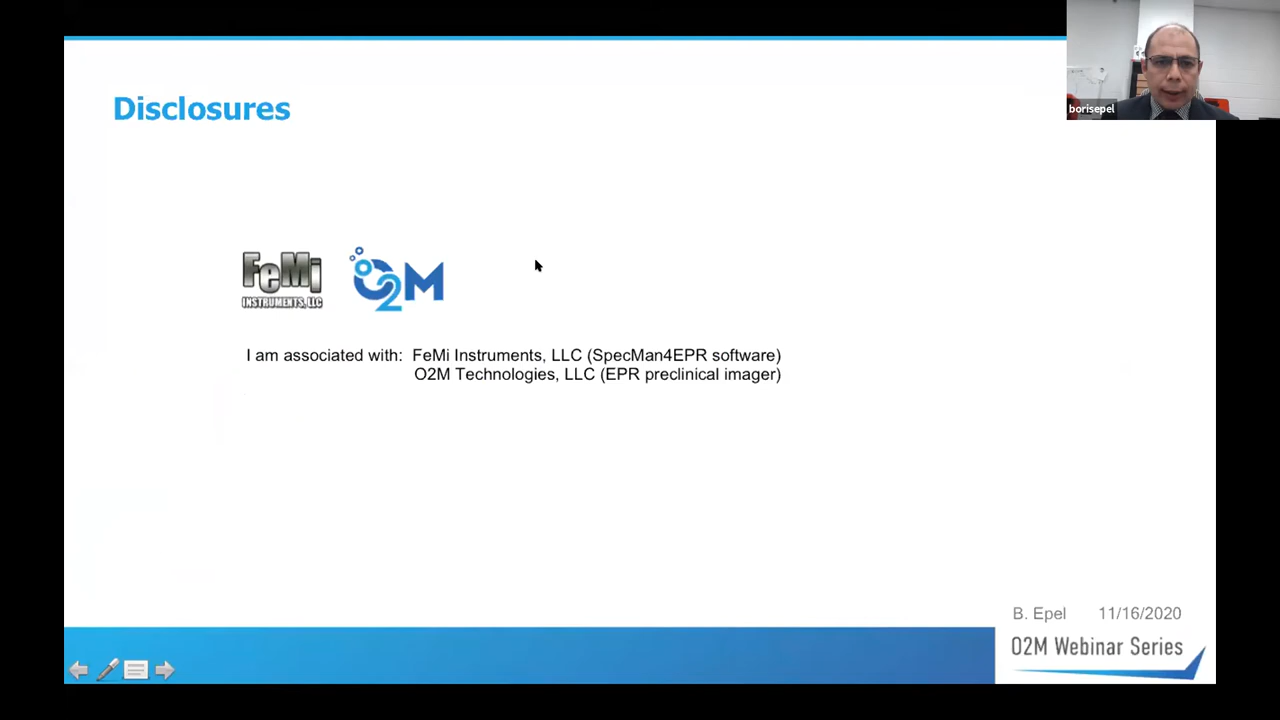 borisepel
Disclosures
FeMi
INSTRUMENTS, LLC
O2M
I am associated with: FeMi Instruments, LLC (SpecMan4EPR software)
O2M Technologies, LLC (EPR preclinical imager)
B. Epel 11/16/2020
O2M Webinar Series